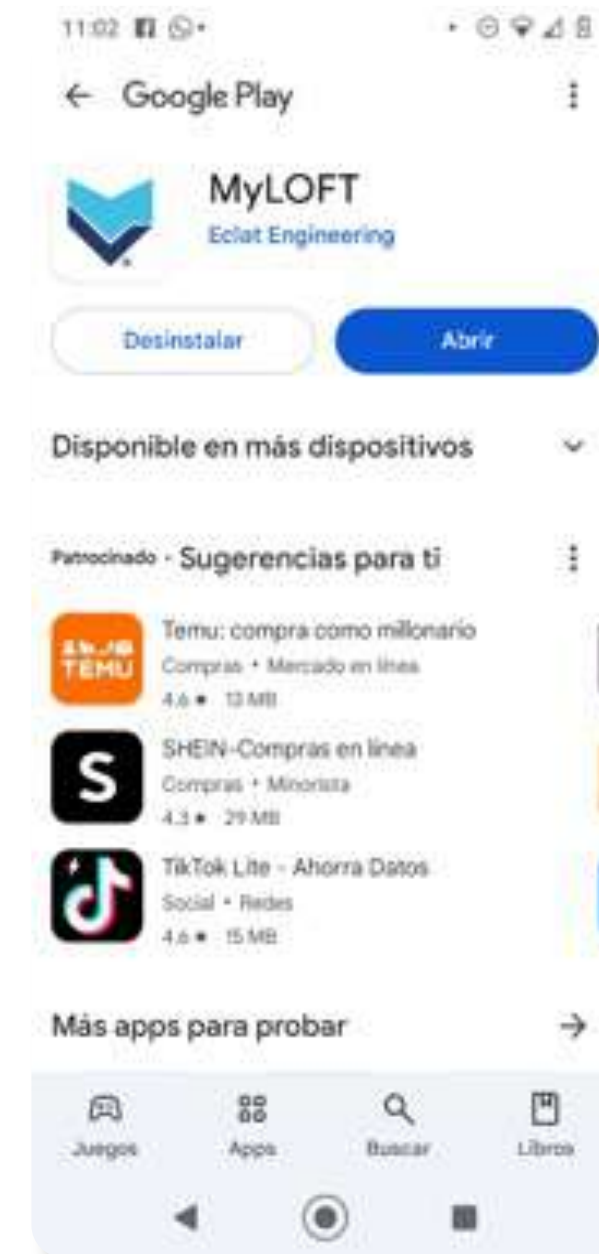 11:02
Google Play
MyLOFT
Eclat Engineering
Desinstalar
Abrir
Disponible en más dispositivos
Patrocinado · Sugerencias para ti
TEMU
Temu: compra como millonario
Compras • Mercado en línea
4.6 ★ 13 MB
S
SHEIN-Compras en línea
Compras • Minorista
4.3 ★ 29 MB
TikTok Lite - Ahorra Datos
Social • Redes
4.6 ★ 15 MB
Más apps para probar
Juegos
Apps
Buscar
Libros